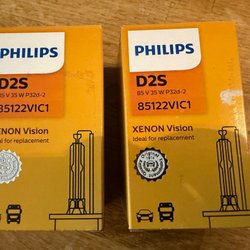 PHILIPS
D2S
85 V 35 W P32d-2
85122VIC1
XENON Vision
Ideal for replacement
PHILIPS
D2S
85 V 35 W P32d-2
85122VIC1
XENON Vision
Ideal for replacement